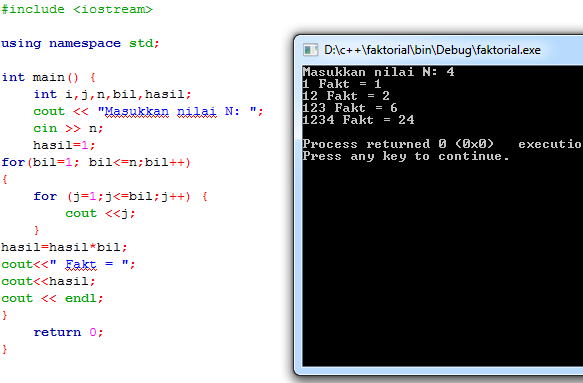 #include <iostream>
using namespace std;
int main() {
int i,j,n,bil,hasil;
cout << "Masukkan nilai N: ";
cin >> n;
hasil=1;
for(bil=1; bil<=n;bil++)
{
for (j=1;j<=bil;j++) {
cout <<j;
}
hasil=hasil*bil;
cout<<" Fakt = ";
cout<<hasil;
cout << endl;
}
return 0;
}
D:\c++\faktorial\bin\Debug\faktorial.exe
Masukkan nilai N: 4
1 Fakt = 1
12 Fakt = 2
123 Fakt = 6
1234 Fakt = 24
Process returned 0 (0x0) executio
Press any key to continue.